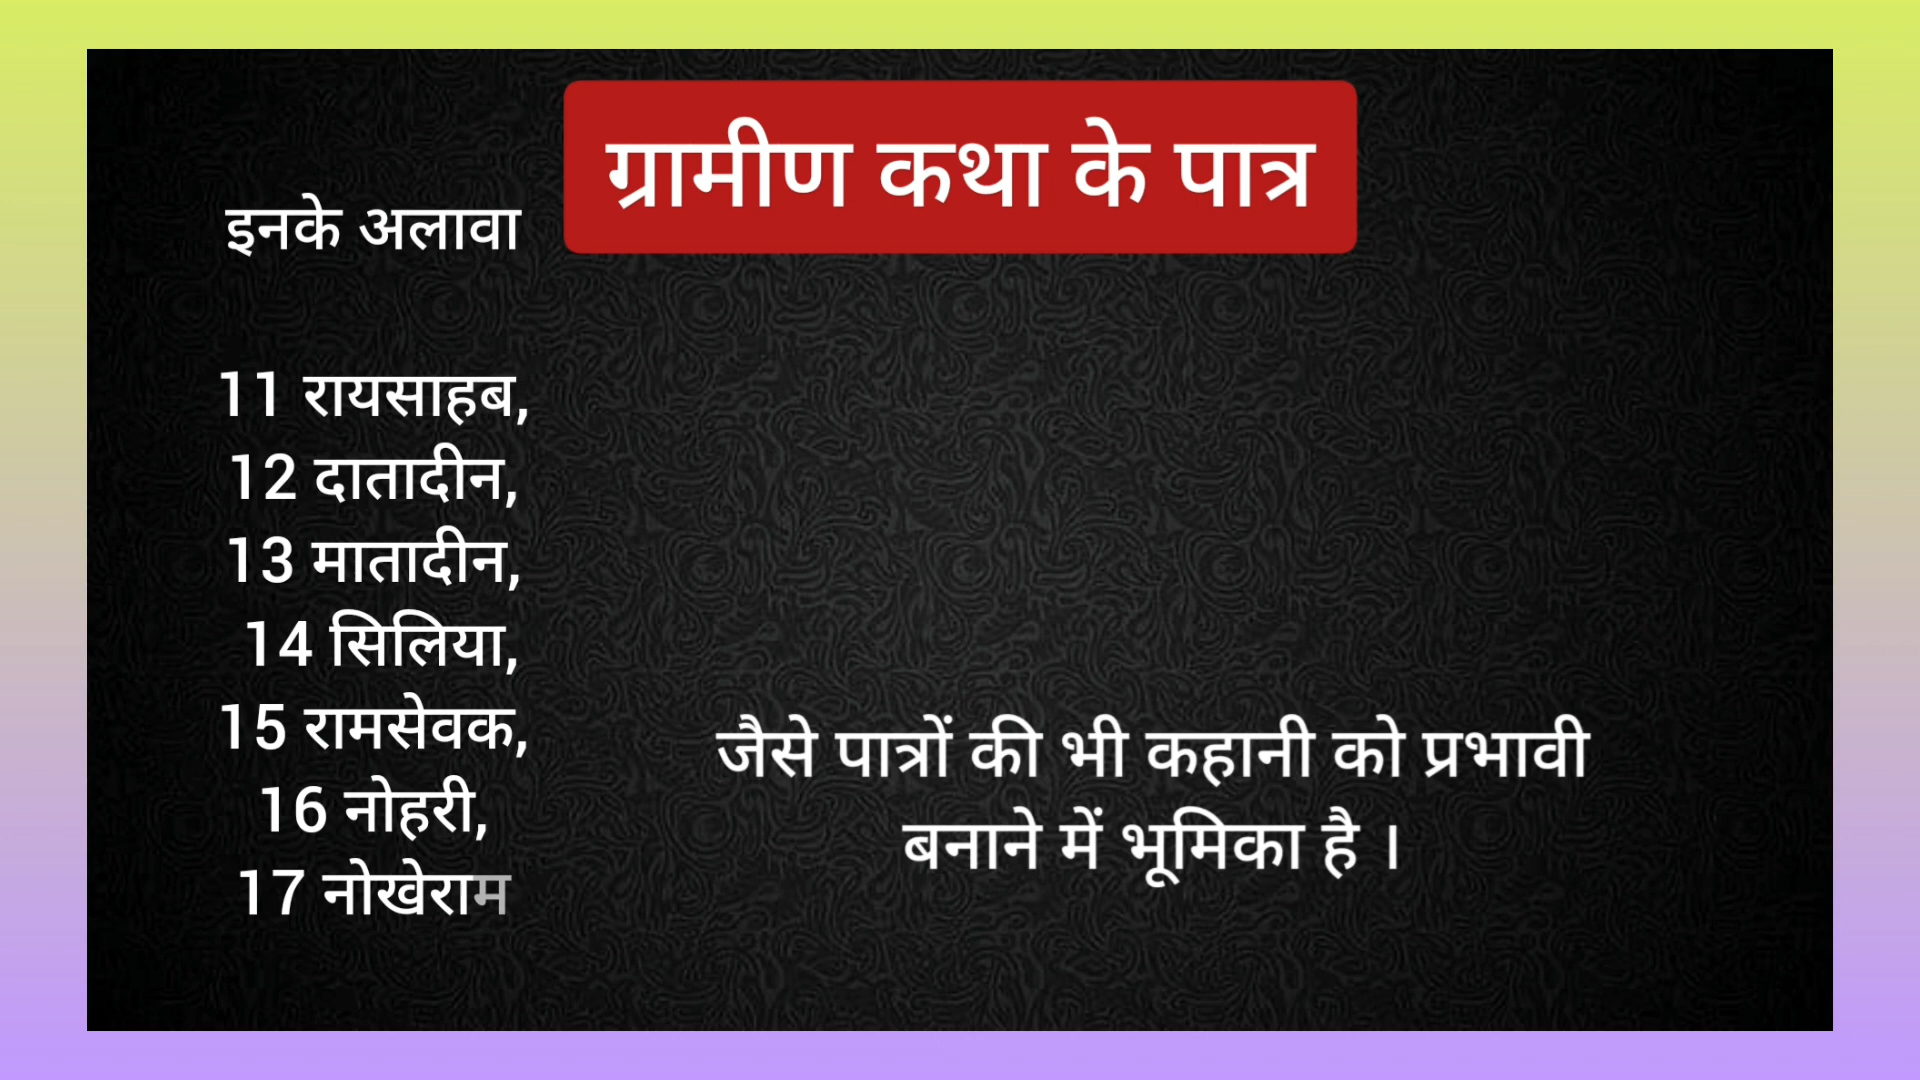 ग्रामीण कथा के पात्र
इनके अलावा
11 रायसाहब,
12 दातादीन,
13 मातादीन,
14 सिलिया,
15 रामसेवक,
16 नोहरी,
17 नोखेराम
जैसे पात्रों की भी कहानी को प्रभावी
बनाने में भूमिका है ।